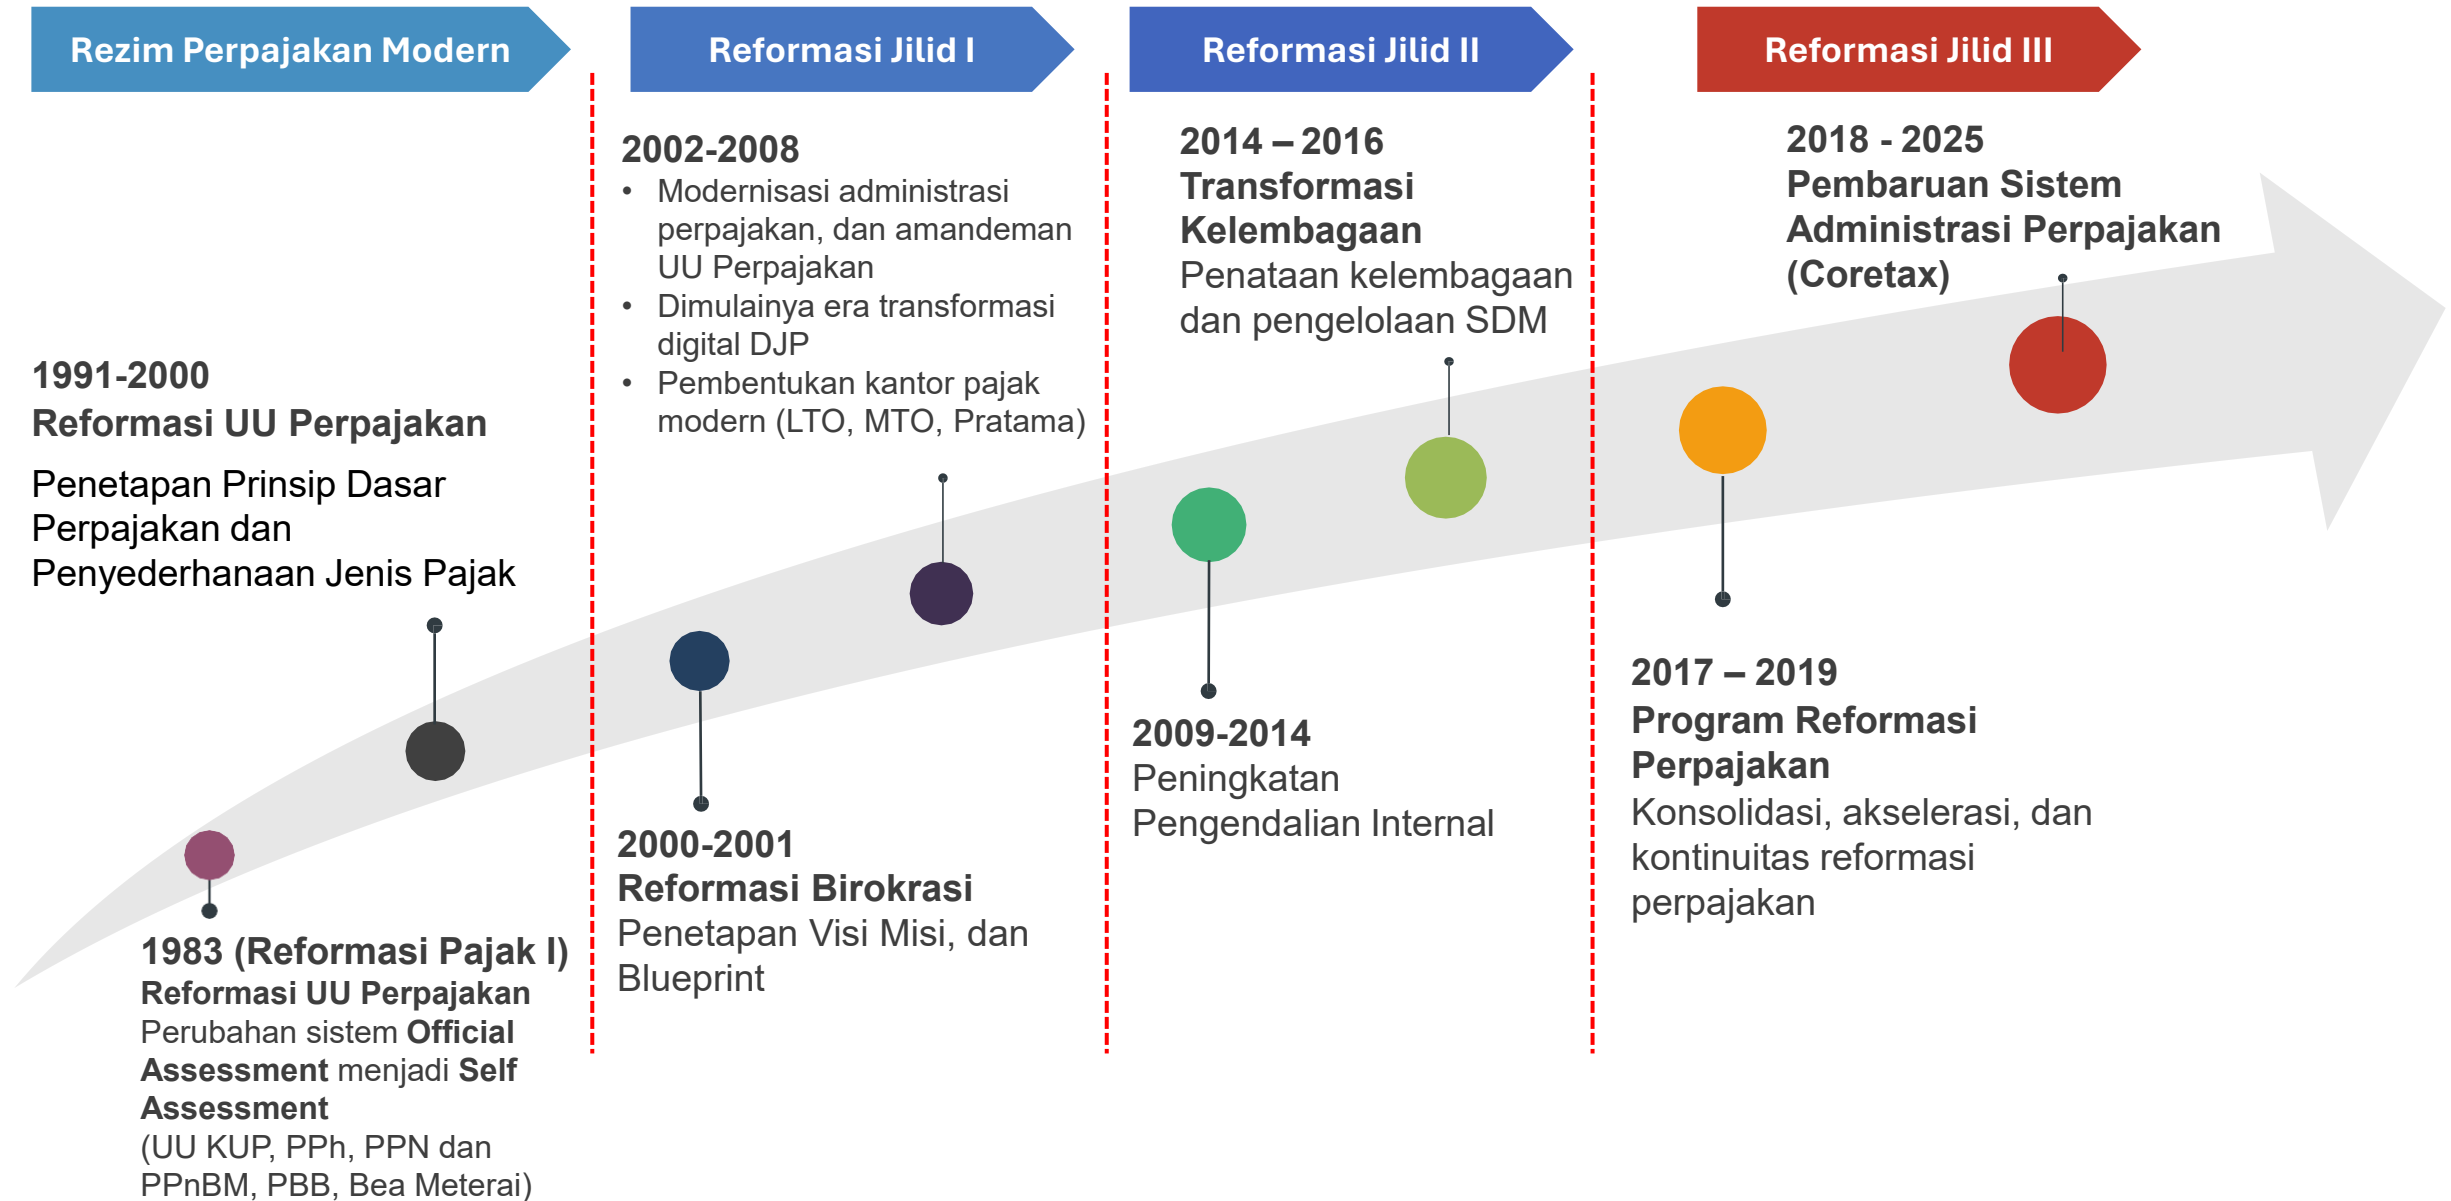 Rezim Perpajakan Modern
Reformasi Jilid I
Reformasi Jilid II
Reformasi Jilid III
1991-2000
Reformasi UU Perpajakan
Penetapan Prinsip Dasar
Perpajakan dan
Penyederhanaan Jenis Pajak
1983 (Reformasi Pajak I)
Reformasi UU Perpajakan
Perubahan sistem Official
Assessment menjadi Self
Assessment
(UU KUP, PPh, PPN dan
PPnBM, PBB, Bea Meterai)
2002-2008
• Modernisasi administrasi
perpajakan, dan amandeman
UU Perpajakan
• Dimulainya era transformasi
digital DJP
• Pembentukan kantor pajak
modern (LTO, MTO, Pratama)
2000-2001
Reformasi Birokrasi
Penetapan Visi Misi, dan
Blueprint
2014 – 2016
Transformasi
Kelembagaan
Penataan kelembagaan
dan pengelolaan SDM
2009-2014
Peningkatan
Pengendalian Internal
2018 - 2025
Pembaruan Sistem
Administrasi Perpajakan
(Coretax)
2017 – 2019
Program Reformasi
Perpajakan
Konsolidasi, akselerasi, dan
kontinuitas reformasi
perpajakan